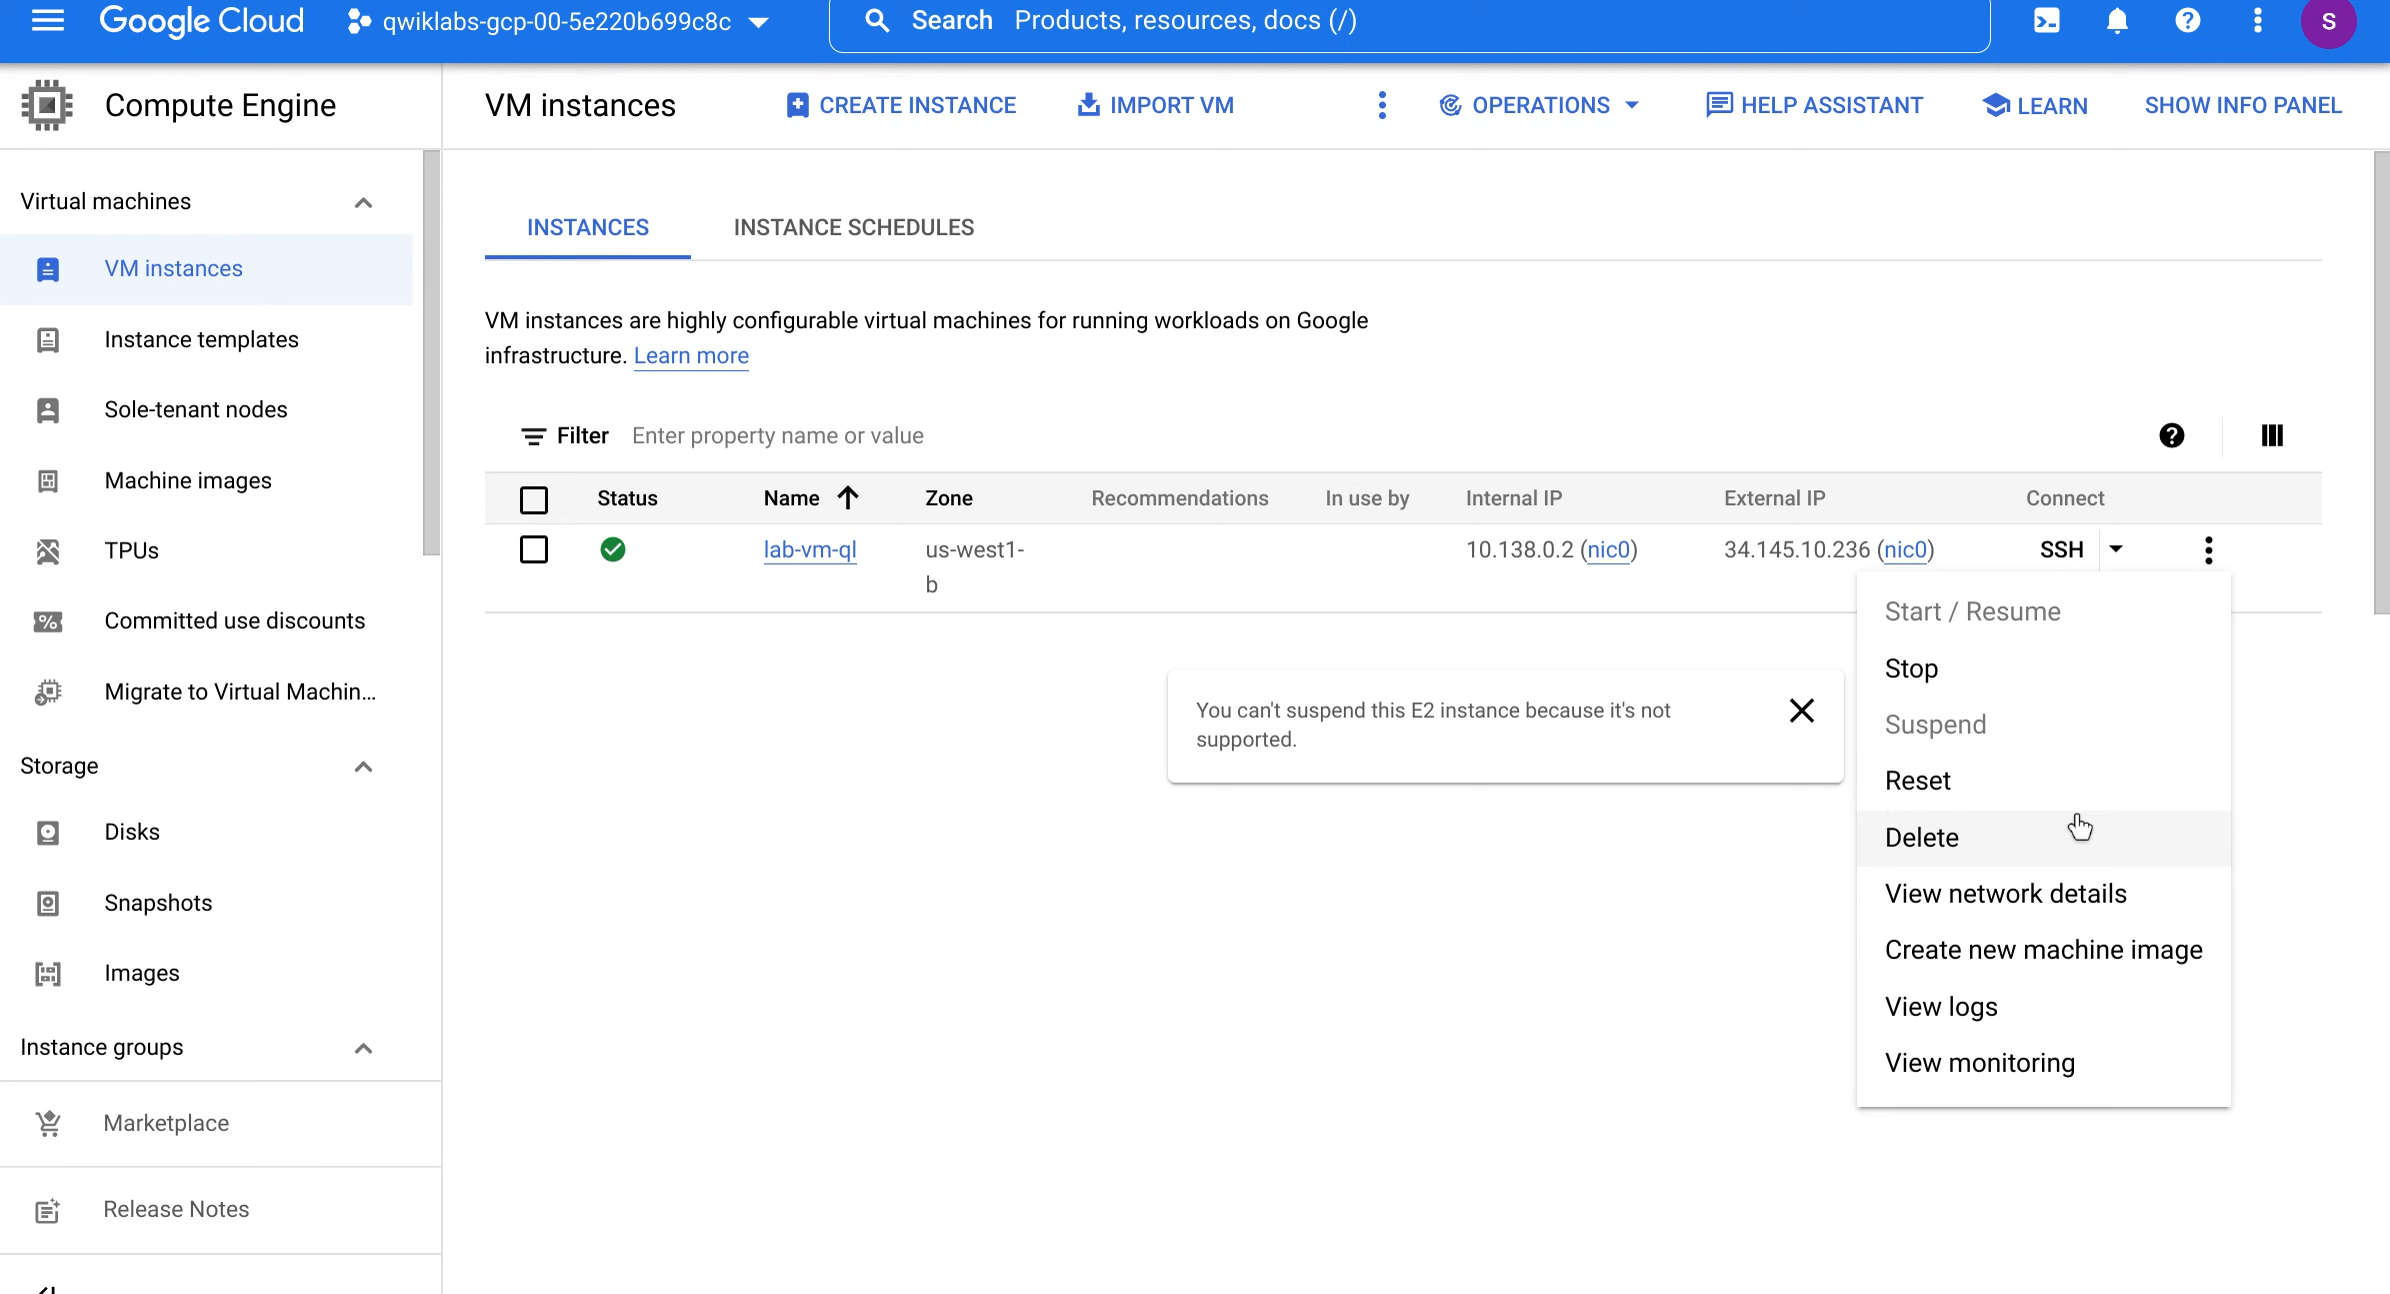 Google Cloud
qwiklabs-gcp-00-5e220b699c8c
Search Products, resources, docs (/)
S
Compute Engine
VM instances
CREATE INSTANCE
IMPORT VM
OPERATIONS
HELP ASSISTANT
LEARN
SHOW INFO PANEL
Virtual machines
VM instances
Instance templates
Sole-tenant nodes
Machine images
TPUs
Committed use discounts
Migrate to Virtual Machin...
Storage
Disks
Snapshots
Images
Instance groups
Marketplace
Release Notes
INSTANCES
INSTANCE SCHEDULES
VM instances are highly configurable virtual machines for running workloads on Google
infrastructure. Learn more
Filter Enter property name or value
Status Name Zone Recommendations In use by Internal IP External IP Connect
lab-vm-ql us-west1- 10.138.0.2 (nic0) 34.145.10.236 (nic0) SSH
b
You can't suspend this E2 instance because it's not
supported.
Start / Resume
Stop
Suspend
Reset
Delete
View network details
Create new machine image
View logs
View monitoring